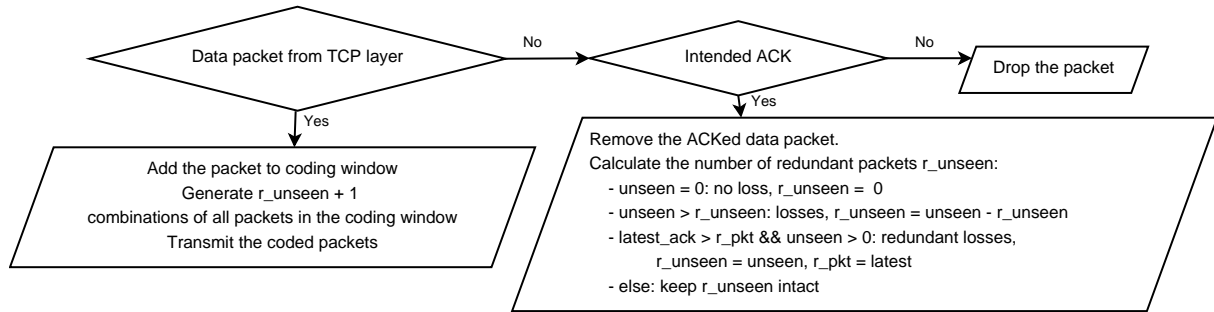 Data packet from TCP layer
No
Intended ACK
No
Drop the packet
Yes
Yes
Add the packet to coding window
Generate r_unseen + 1
combinations of all packets in the coding window
Transmit the coded packets
Remove the ACKed data packet.
Calculate the number of redundant packets r_unseen:
- unseen = 0: no loss, r_unseen = 0
- unseen > r_unseen: losses, r_unseen = unseen - r_unseen
- latest_ack > r_pkt && unseen > 0: redundant losses,
r_unseen = unseen, r_pkt = latest
- else: keep r_unseen intact